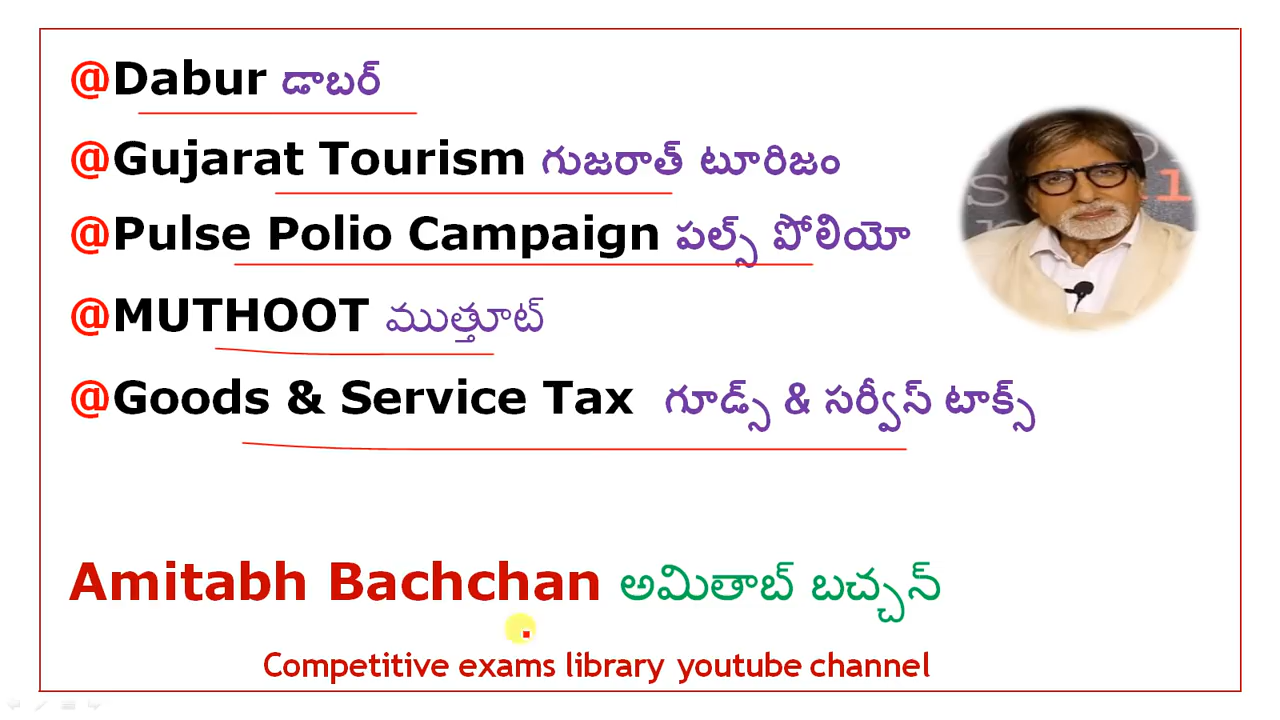 @Dabur డాబర్
@Gujarat Tourism గుజరాత్ టూరిజం
@Pulse Polio Campaign పల్స్ పోలియో
@MUTHOOT ముత్తూట్
@Goods & Service Tax గూడ్స్ & సర్వీస్ టాక్స్
Amitabh Bachchan అమితాబ్ బచ్చన్
Competitive exams library youtube channel